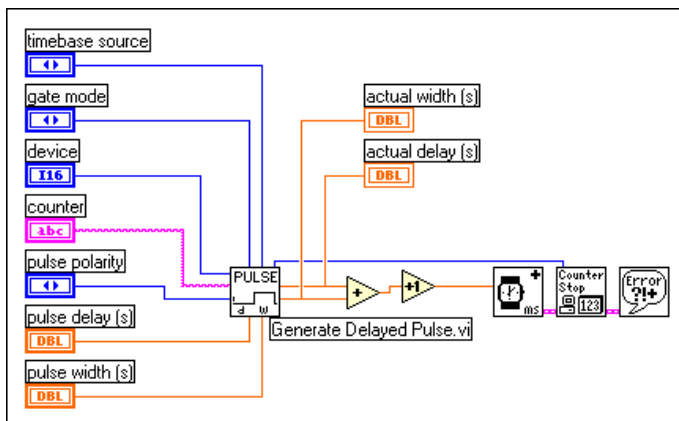 timebase source
gate mode
device
I16
counter
abc
pulse polarity
pulse delay (s)
DBL
pulse width (s)
DBL
actual width (s)
DBL
actual delay (s)
DBL
PULSE
d W
Generate Delayed Pulse.vi
+
+1
+
ms
Counter
Stop
123
Error
?!+